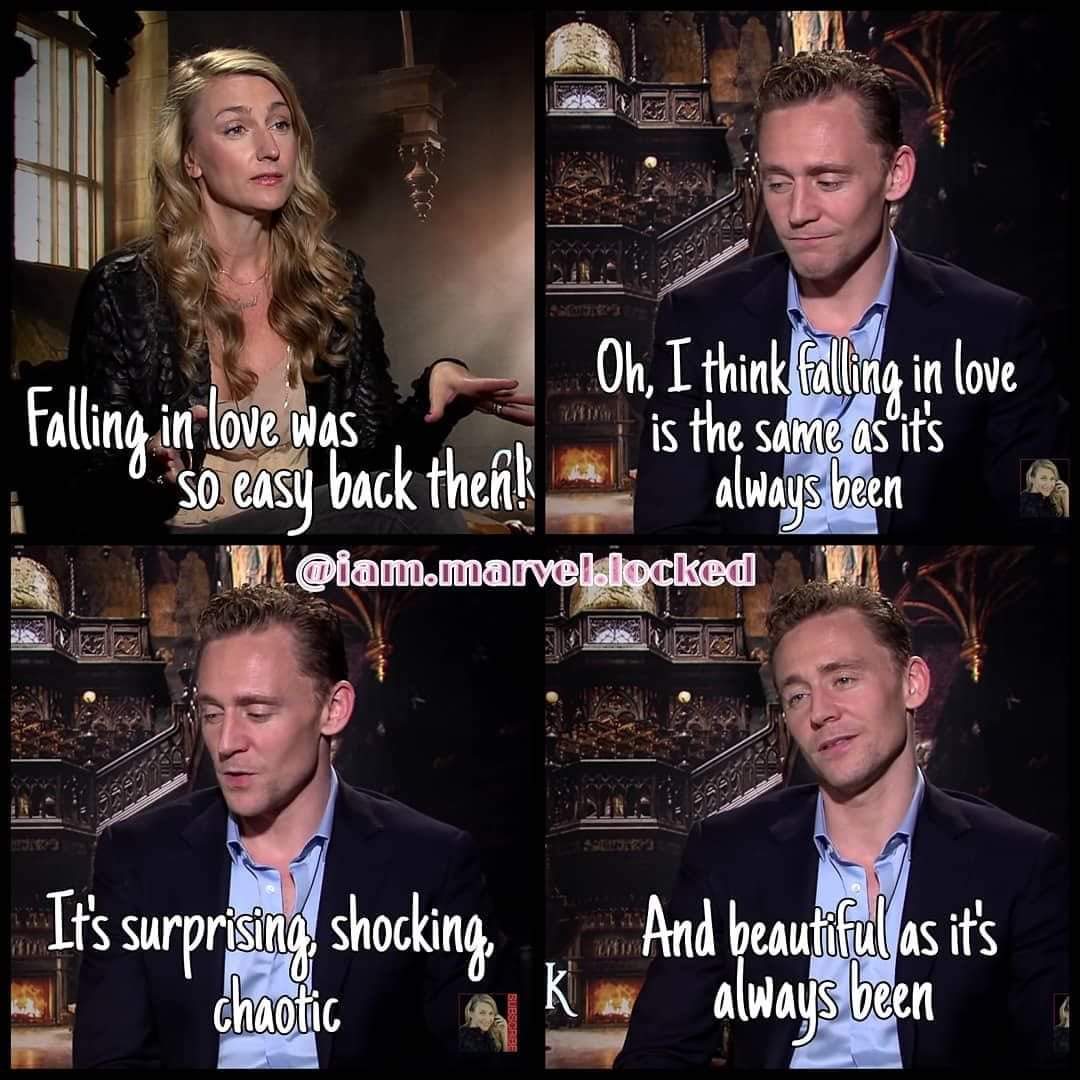 Falling in love was
so easy back then!
Oh, I think falling in love
is the same as it's
always been
@iam.marvel.locked
It's surprising, shocking,
chaotic
SUBSCRIBE
And beautiful as it's
always been
K